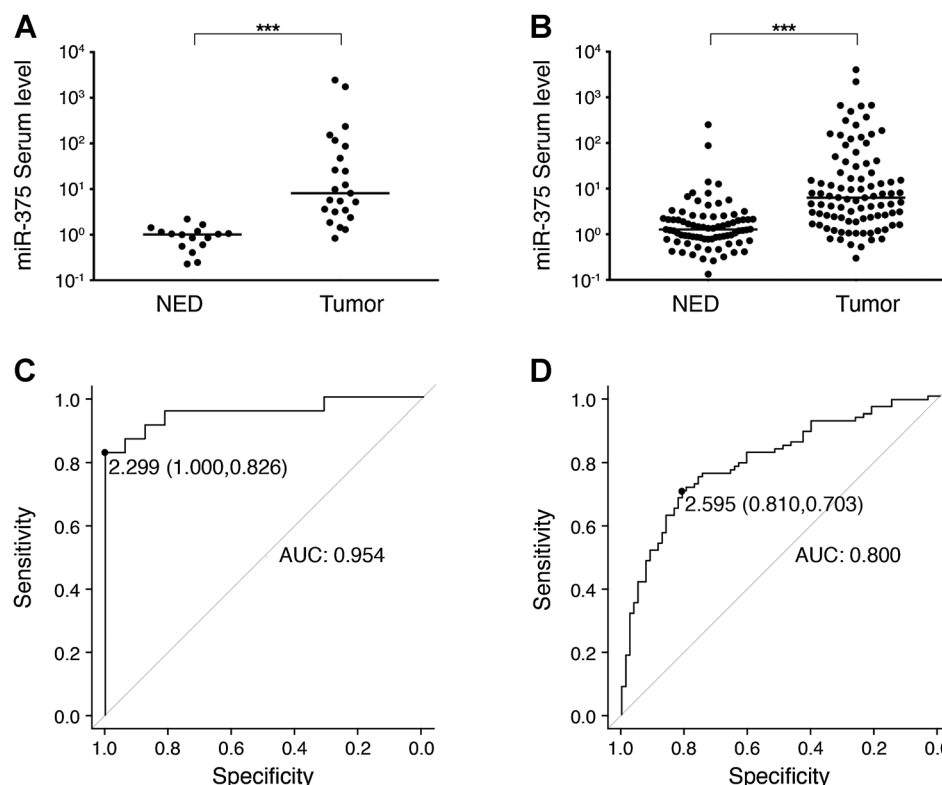 A
***
miR-375 Serum level
10⁴
10³
10²
10¹
10⁰
10⁻¹
NED
Tumor
B
***
miR-375 Serum level
10⁴
10³
10²
10¹
10⁰
10⁻¹
NED
Tumor
C
Sensitivity
1.0
0.8
0.6
0.4
0.2
0.0
2.299 (1.000,0.826)
AUC: 0.954
1.0 0.8 0.6 0.4 0.2 0.0
Specificity
D
Sensitivity
1.0
0.8
0.6
0.4
0.2
0.0
2.595 (0.810,0.703)
AUC: 0.800
1.0 0.8 0.6 0.4 0.2
Specificity